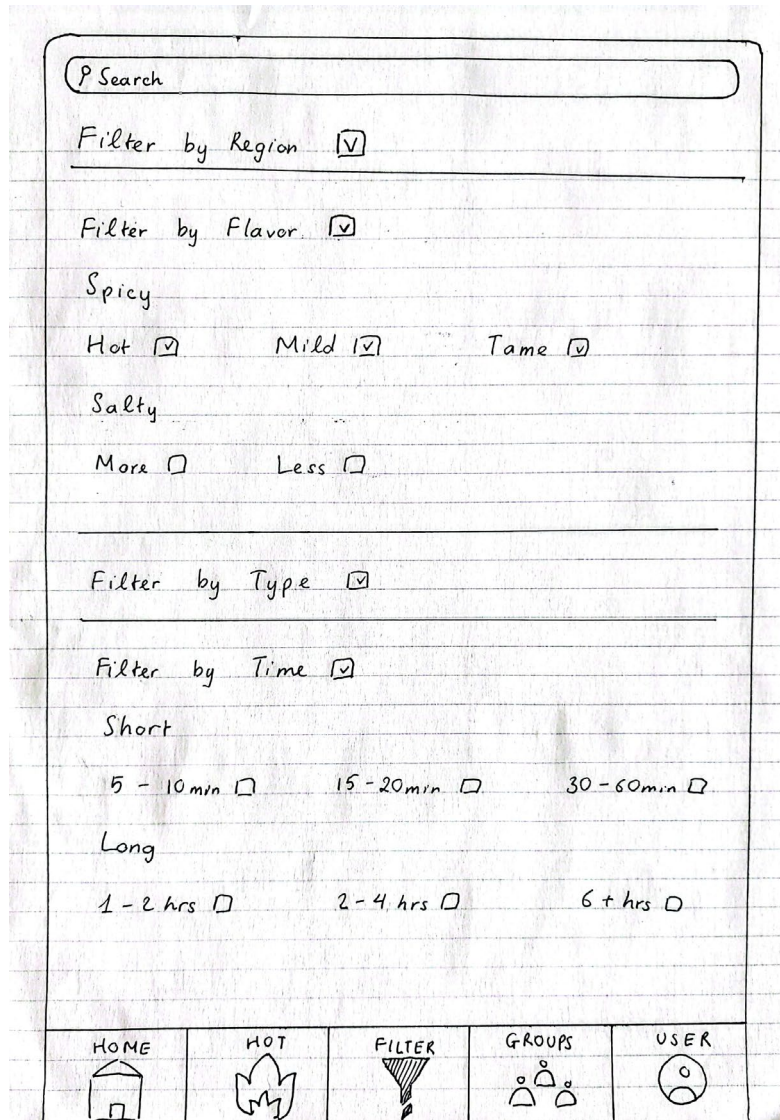 Search
Filter by Region
Filter by Flavor
Spicy
Hot Mild Tame
Salty
More Less
Filter by Type
Filter by Time
Short
5 - 10min 15-20min 30-60min
Long
1-2 hrs 2-4 hrs 6+ hrs
HOME HOT FILTER GROUPS USER